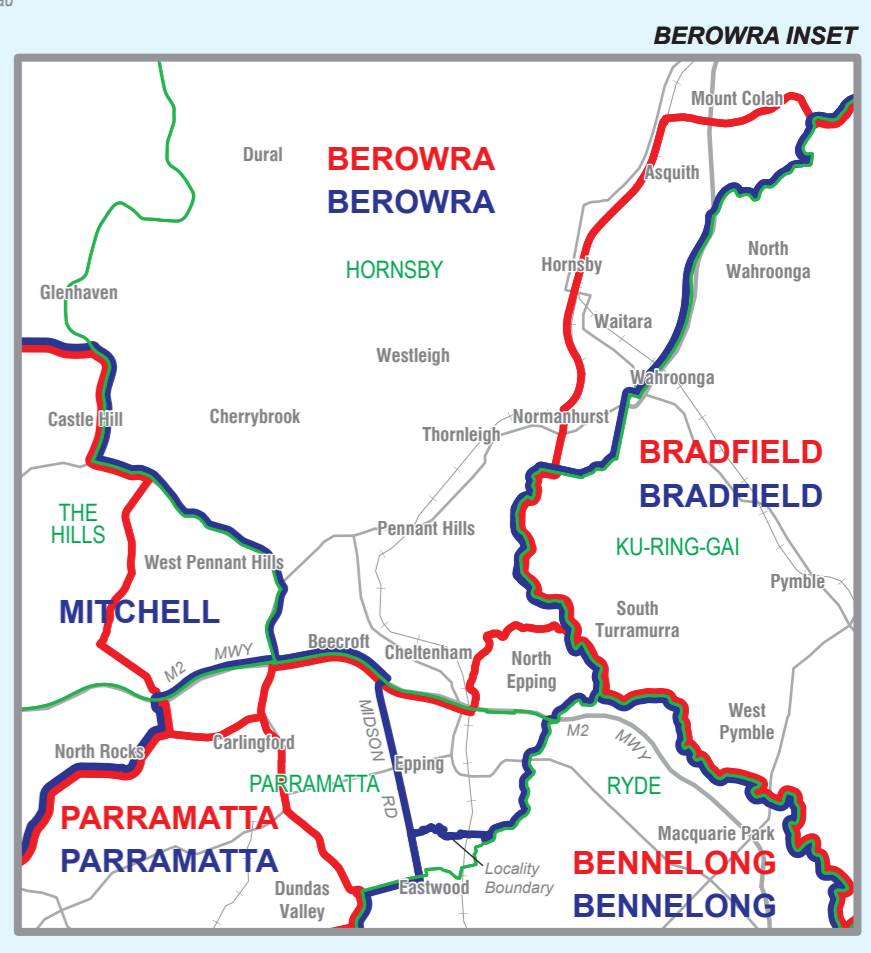 au
BEROWRA INSET
Mount Colah
Dural
BEROWRA
BEROWRA
Asquith
HORNSBY
Hornsby
North
Wahroonga
Glenhaven
Waitara
Westleigh
Wahroonga
Castle Hill
Cherrybrook
Normanhurst
Thornleigh
BRADFIELD
BRADFIELD
THE
HILLS
Pennant Hills
KU-RING-GAI
West Pennant Hills
Pymble
MITCHELL
South
Turramurra
Beecroft
Cheltenham
M2
MWY
North
Epping
MIDSON
RD
M2
MWY
West
Pymble
North Rocks
Carlingford
Epping
PARRAMATTA
RYDE
PARRAMATTA
PARRAMATTA
Macquarie Park
BENNELONG
BENNELONG
Locality
Boundary
Dundas
Valley
Eastwood